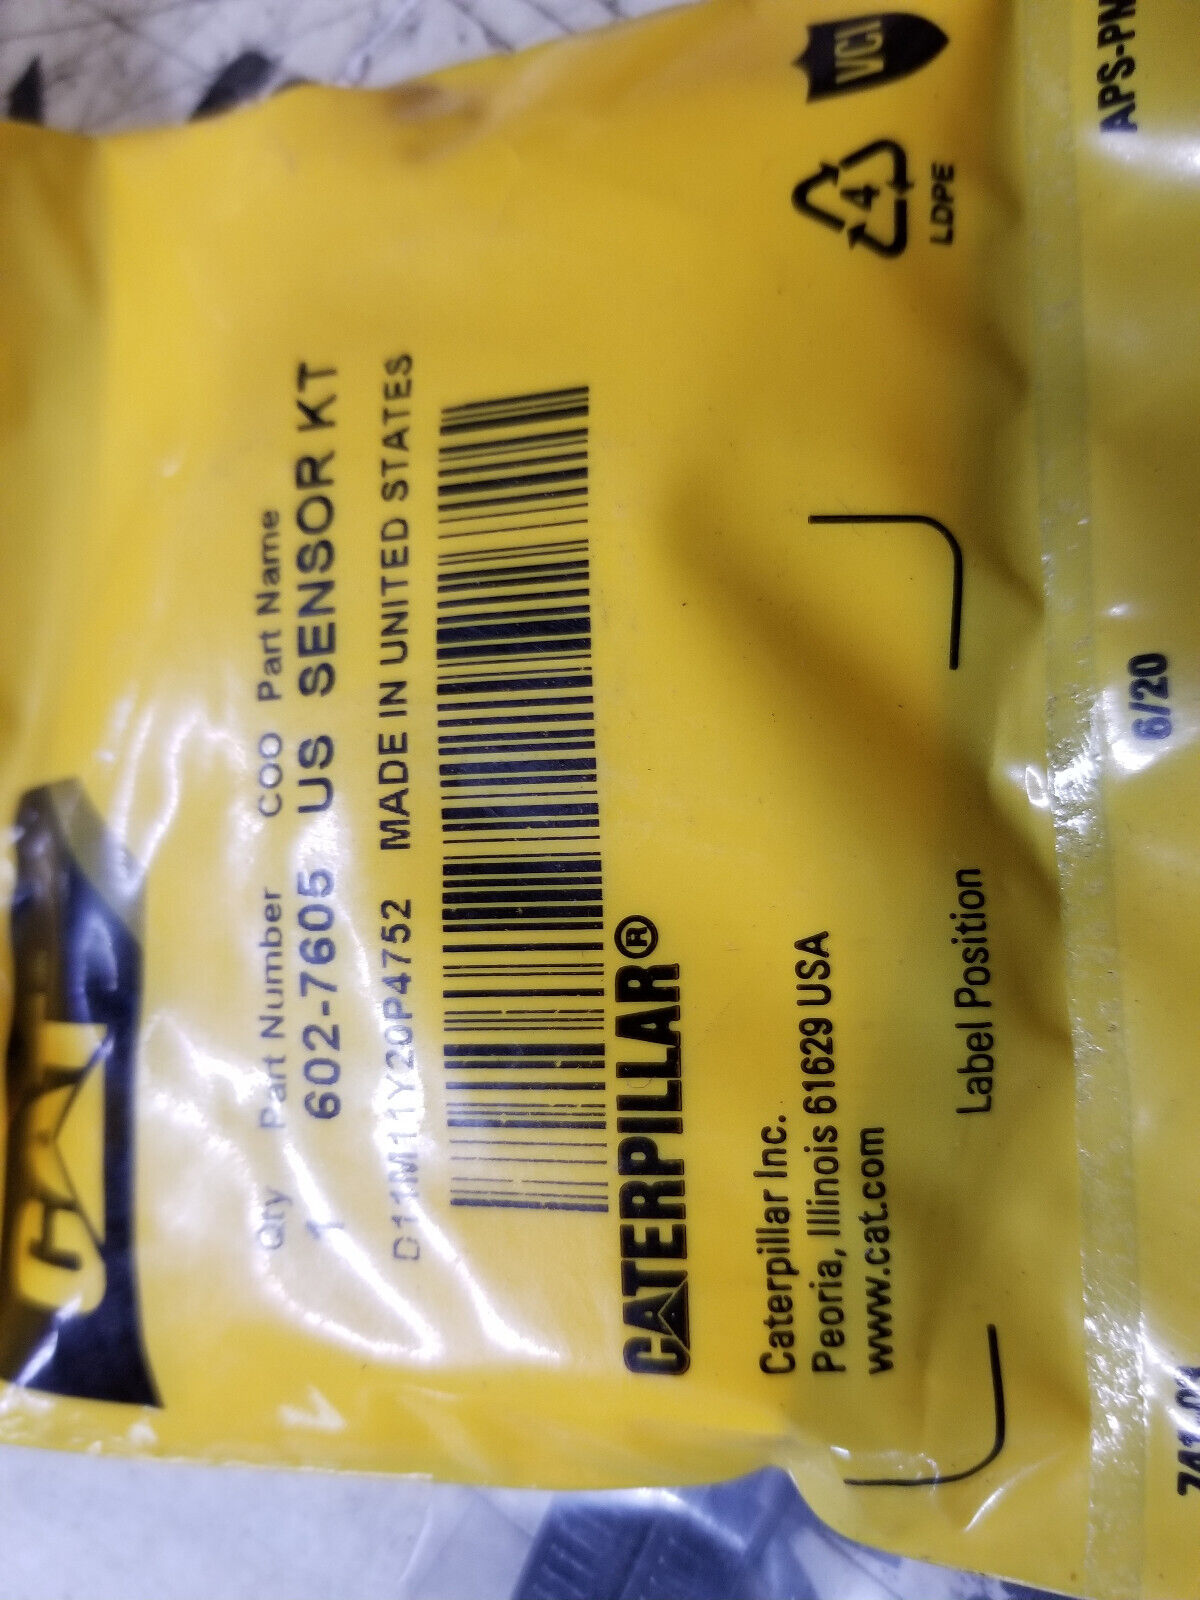 CAT
Qty Part Number COO Part Name
1 602-7605 US SENSOR KT
D11M11Y20P4752 MADE IN UNITED STATES
CATERPILLAR®
Caterpillar Inc.
Peoria, Illinois 61629 USA
www.cat.com
Label Position
VCI
4
LDPE
6/20
APS-PN